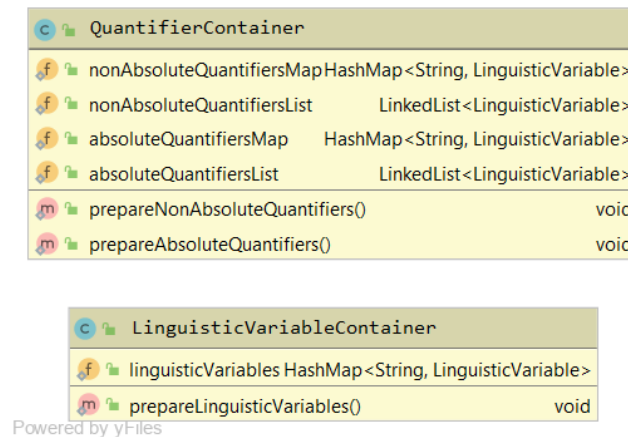 C QuantifierContainer
f nonAbsoluteQuantifiersMap HashMap<String, LinguisticVariable>
f nonAbsoluteQuantifiersList LinkedList<LinguisticVariable>
f absoluteQuantifiersMap HashMap<String, LinguisticVariable>
f absoluteQuantifiersList LinkedList<LinguisticVariable>
m prepareNonAbsoluteQuantifiers() void
m prepareAbsoluteQuantifiers() void
C LinguisticVariableContainer
f linguisticVariables HashMap<String, LinguisticVariable>
m prepareLinguisticVariables() void
Powered by yFiles